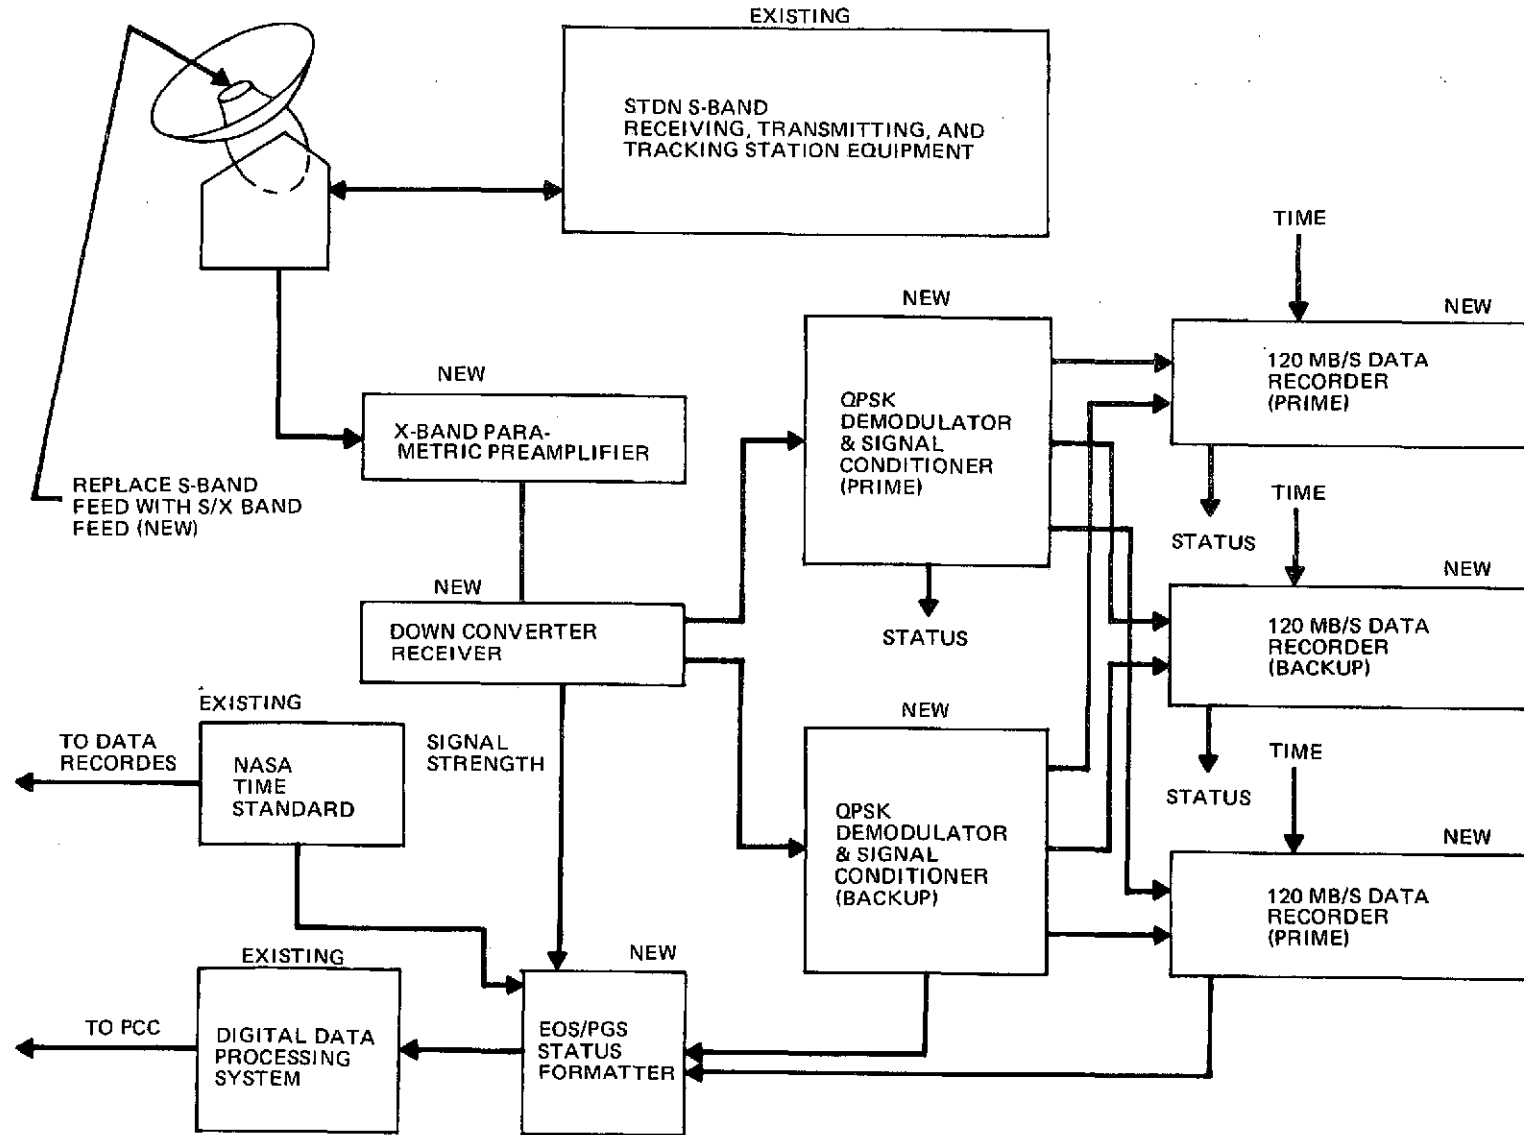 EXISTING
STDN S-BAND
RECEIVING, TRANSMITTING, AND
TRACKING STATION EQUIPMENT
REPLACE S-BAND
FEED WITH S/X BAND
FEED (NEW)
NEW
X-BAND PARA-
METRIC PREAMPLIFIER
NEW
DOWN CONVERTER
RECEIVER
SIGNAL
STRENGTH
NEW
QPSK
DEMODULATOR
& SIGNAL
CONDITIONER
(PRIME)
STATUS
NEW
QPSK
DEMODULATOR
& SIGNAL
CONDITIONER
(BACKUP)
TIME
NEW
120 MB/S DATA
RECORDER
(PRIME)
STATUS
TIME
NEW
120 MB/S DATA
RECORDER
(BACKUP)
STATUS
TIME
NEW
120 MB/S DATA
RECORDER
(PRIME)
EXISTING
TO DATA
RECORDES
NASA
TIME
STANDARD
EXISTING
TO PCC
DIGITAL DATA
PROCESSING
SYSTEM
NEW
EOS/PGS
STATUS
FORMATTER